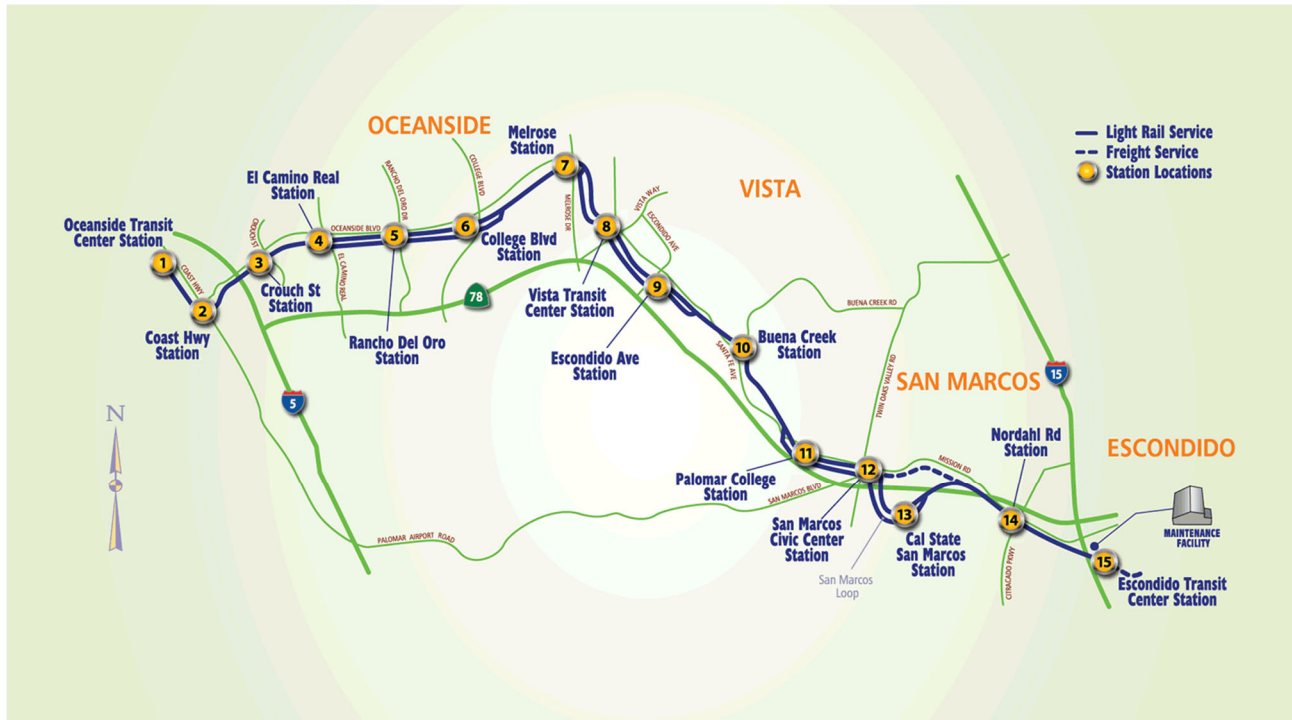 OCEANSIDE
Melrose
Station
7
Light Rail Service
Freight Service
Station Locations
El Camino Real
Station
RANCHO DEL ORO DR
COLLEGE BLVD
VISTA
VISTA WAY
ESCONDIDO AVE
MELROSE DR
Oceanside Transit
Center Station
CROUCH ST
OCEANSIDE BLVD
4
5
6
8
College Blvd
Station
1
COAST HWY
3
EL CAMINO REAL
Crouch St
Station
2
78
9
Vista Transit
Center Station
Coast Hwy
Station
Rancho Del Oro
Station
Escondido Ave
Station
BUENA CREEK RD
10
Buena Creek
Station
SANTA FE AVE
TWIN OAKS VALLEY RD
SAN MARCOS
15
5
N
Nordahl Rd
Station
ESCONDIDO
11
12
MISSION RD
Palomar College
Station
SAN MARCOS BLVD
13
14
San Marcos
Civic Center
Station
Cal State
San Marcos
Station
MAINTENANCE
FACILITY
PALOMAR AIRPORT ROAD
San Marcos
Loop
CITRACADO PKWY
15
Escondido Transit
Center Station